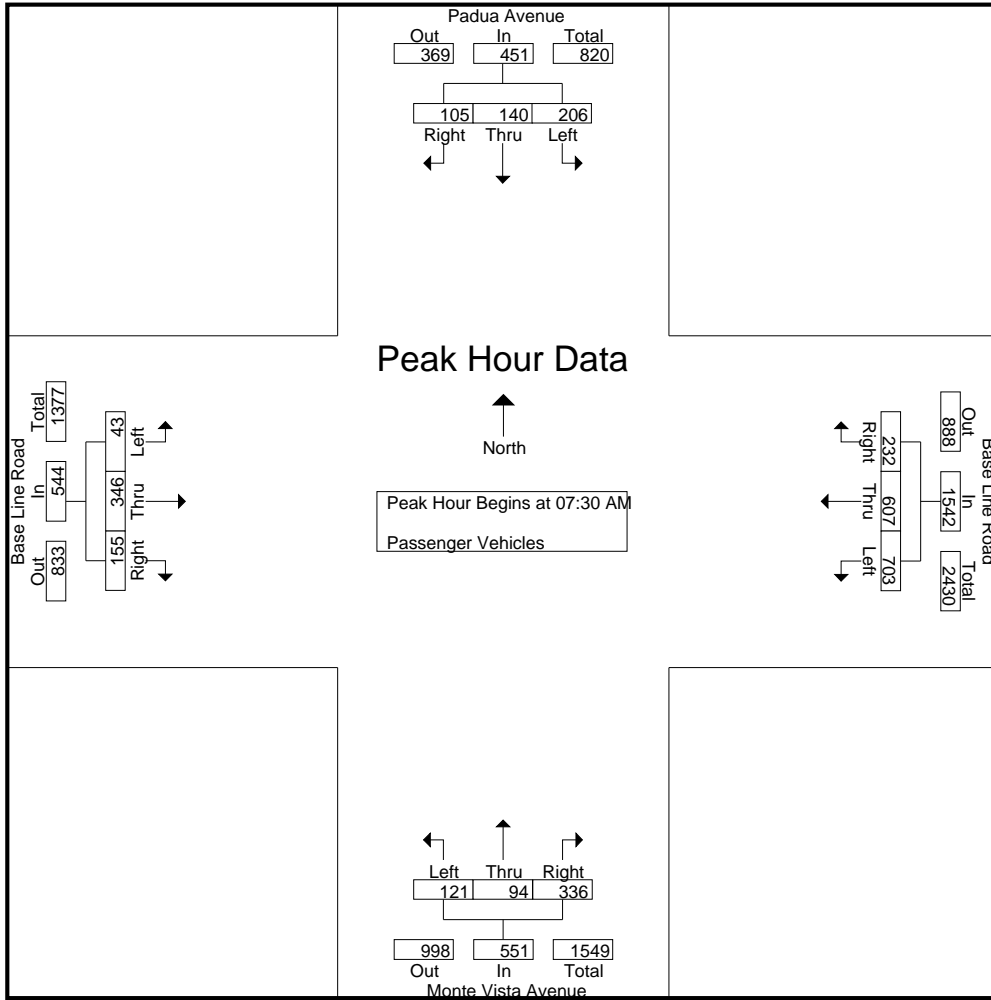 Padua Avenue
Out In Total
369 451 820
105 140 206
Right Thru Left
Peak Hour Data
North
Peak Hour Begins at 07:30 AM
Passenger Vehicles
Base Line Road
Total In Out
1377 544 833
43 346 155
Left Thru Right
Base Line Road
Out In Total
888 1542 2430
232 607 703
Right Thru Left
Left Thru Right
121 94 336
998 551 1549
Out In Total
Monte Vista Avenue